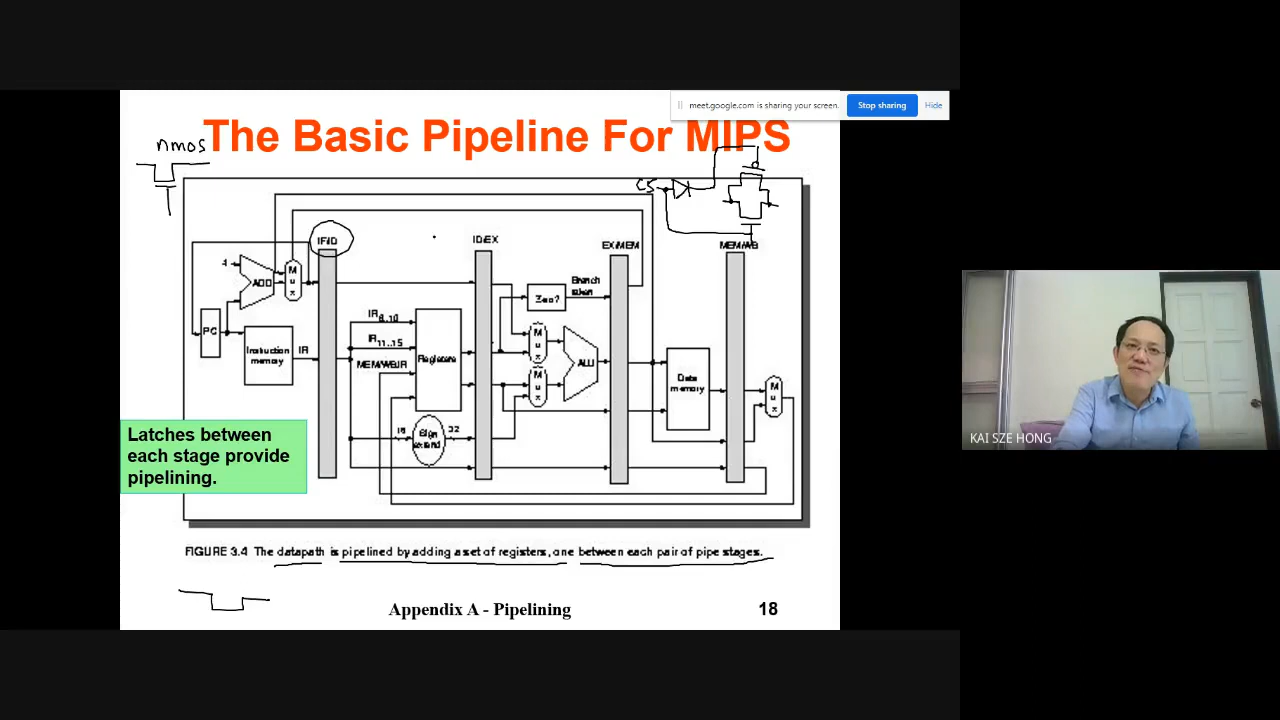 meet.google.com is sharing your screen.
Stop sharing
Hide
The Basic Pipeline For MIPS
nmos
CS
IF/ID
ID/EX
EX/MEM
MEM/WB
4
ADD
M
u
x
Branch
taken
Zero?
PC
Instruction
memory
IR
IR6..10
IR11..15
MEM/WB.IR
Registers
M
u
x
M
u
x
ALU
Data
memory
M
u
x
16
Sign
extend
32
Latches between
each stage provide
pipelining.
FIGURE 3.4 The datapath is pipelined by adding a set of registers, one between each pair of pipe stages.
Appendix A - Pipelining
18
KAI SZE HONG